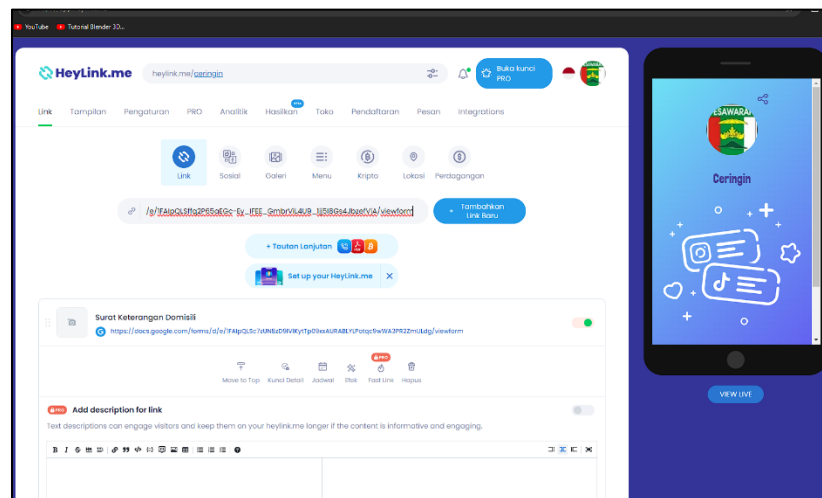 YouTube Tutorial Blender 3D...
HeyLink.me heylink.me/ceringin Buka kunci PRO
Link Tampilan Pengaturan PRO Analitik Hasilkan Toko Pendaftaran Pesan Integrations
Link Sosial Galeri Menu Kripto Lokasi Perdagangan
+ Tambahkan Link Baru
+ Tautan Lanjutan
Set up your HeyLink.me X
Surat Keterangan Domisili
Move to Top Kunci Detail Jadwal Efek Fast Link Hapus
PRO
PRO Add description for link
Text descriptions can engage visitors and keep them on your heylink.me longer if the content is informative and engaging.
Ceringin
VIEW LIVE